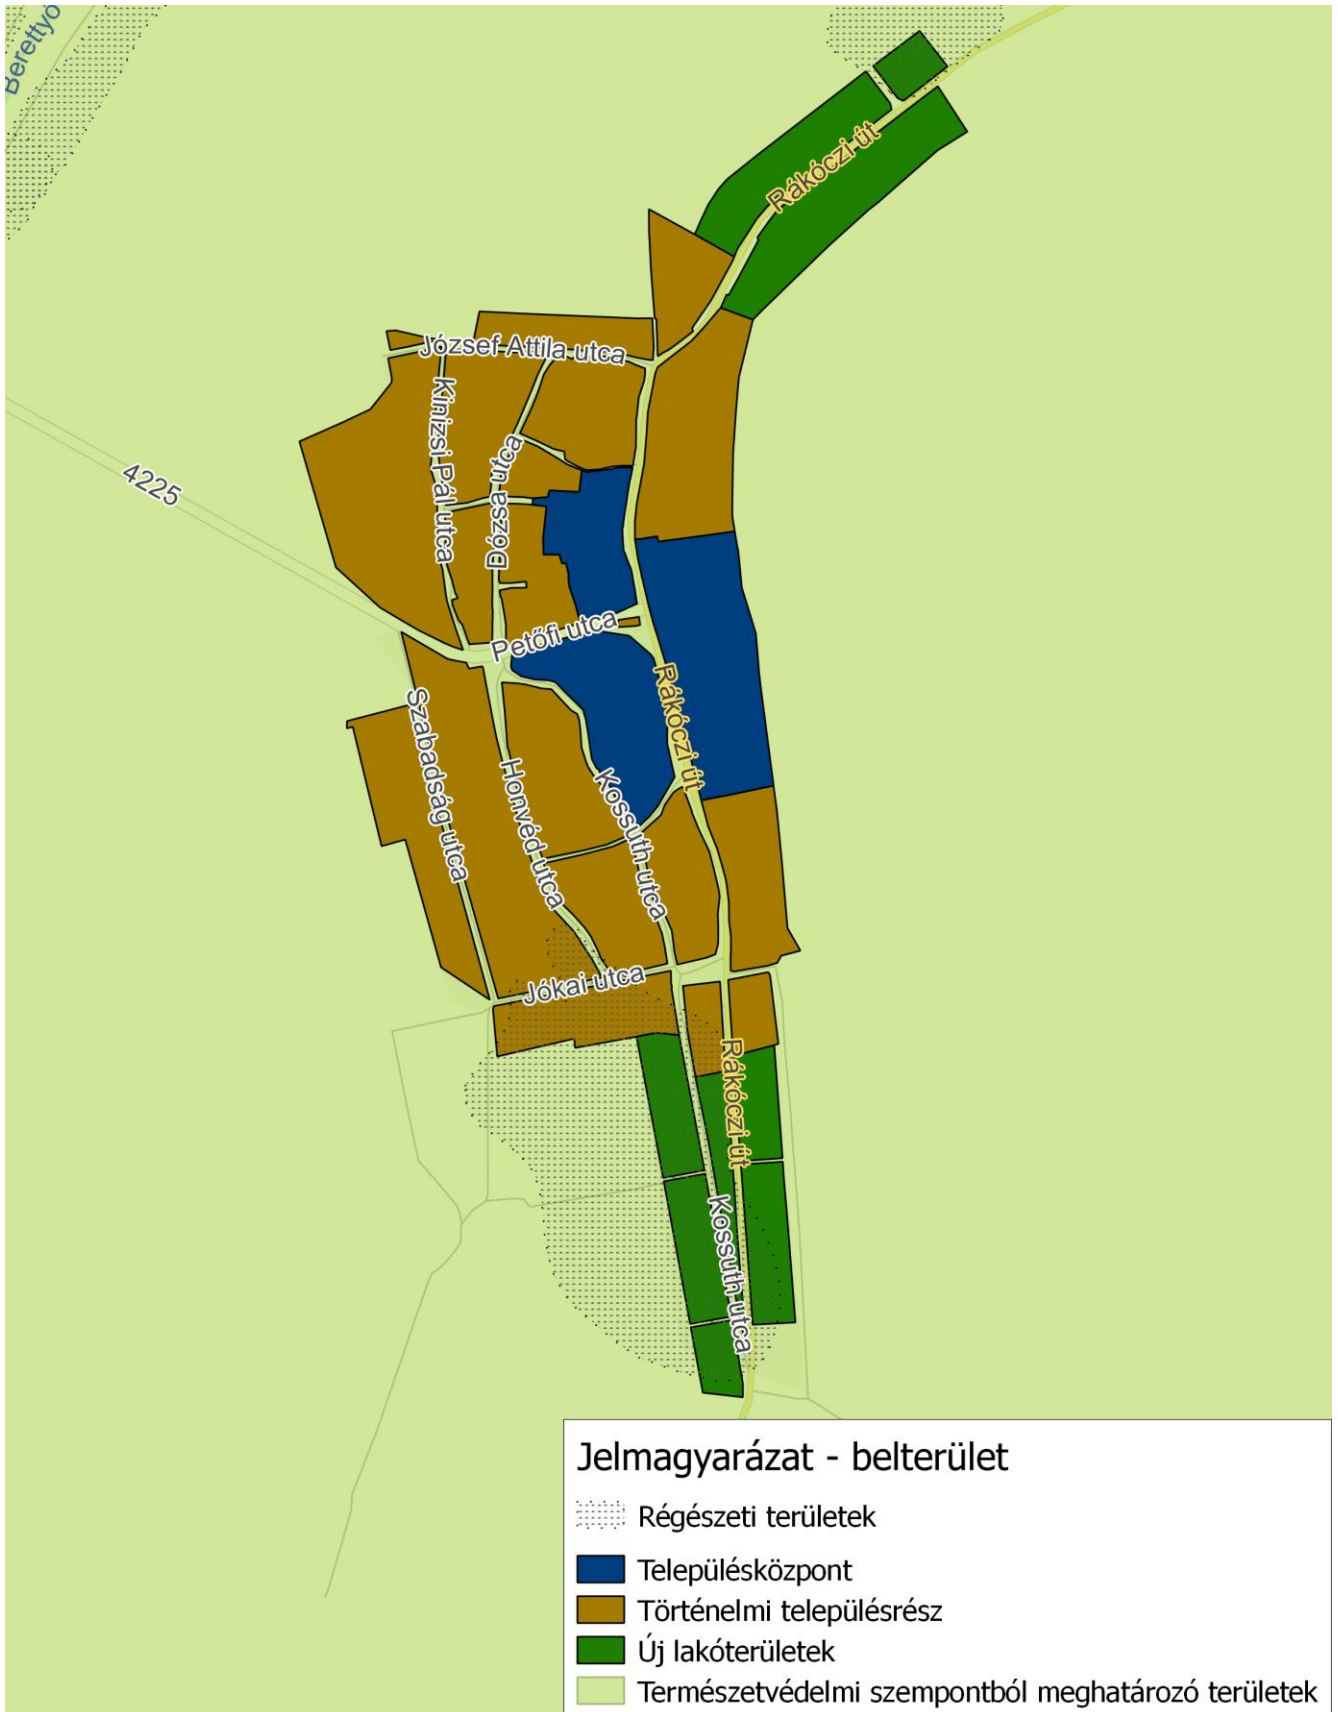 Berettyó
Rákóczi út
József Attila utca
Kinizsi Pál utca
Dózsa utca
4225
Petőfi utca
Rákóczi út
Szabadság utca
Honvéd utca
Kossuth utca
Jókai utca
Rákóczi út
Kossuth utca
Jelmagyarázat - belterület
Régészeti területek
Településközpont
Történelmi településrész
Új lakóterületek
Természetvédelmi szempontból meghatározó területek